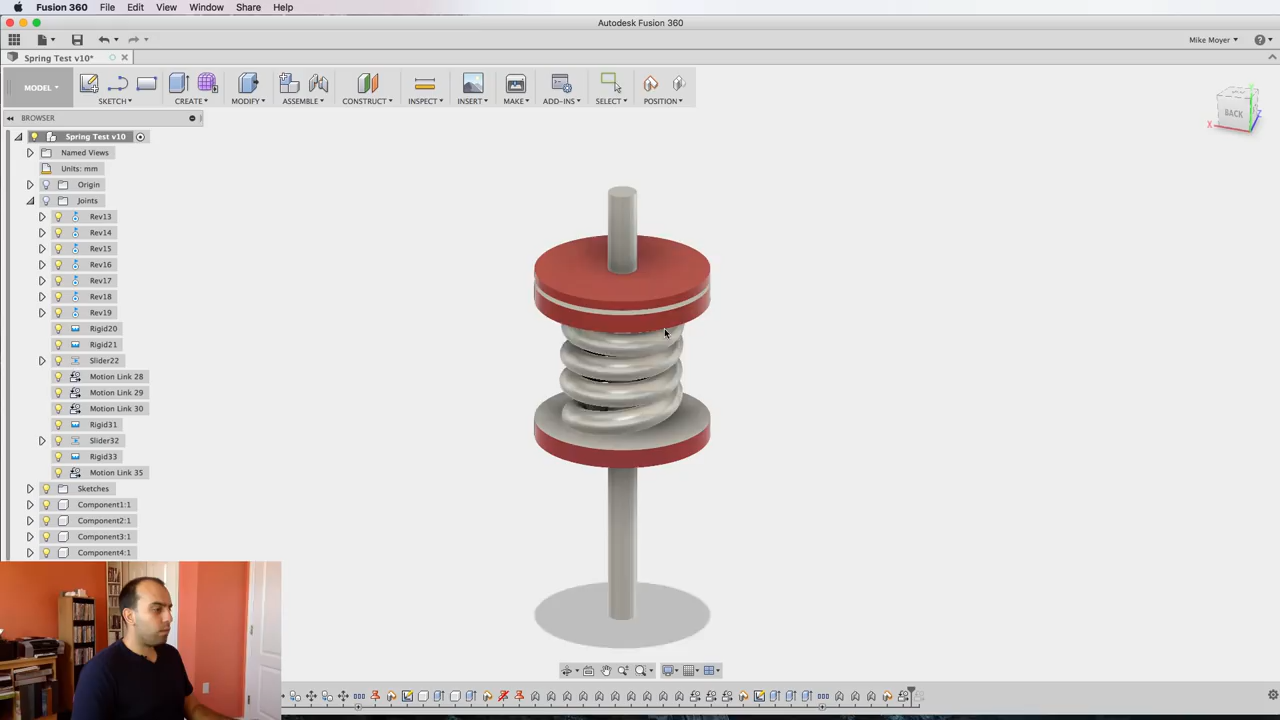 Fusion 360 File Edit View Window Share Help
Autodesk Fusion 360
Mike Moyer
Spring Test v10*
MODEL
SKETCH CREATE MODIFY ASSEMBLE CONSTRUCT INSPECT INSERT MAKE ADD-INS SELECT POSITION
BROWSER
Spring Test v10
Named Views
Units: mm
Origin
Joints
Rev13
Rev14
Rev15
Rev16
Rev17
Rev18
Rev19
Rigid20
Rigid21
Slider22
Motion Link 28
Motion Link 29
Motion Link 30
Rigid31
Slider32
Rigid33
Motion Link 35
Sketches
Component1:1
Component2:1
Component3:1
Component4:1
BACK
X
Y
Z